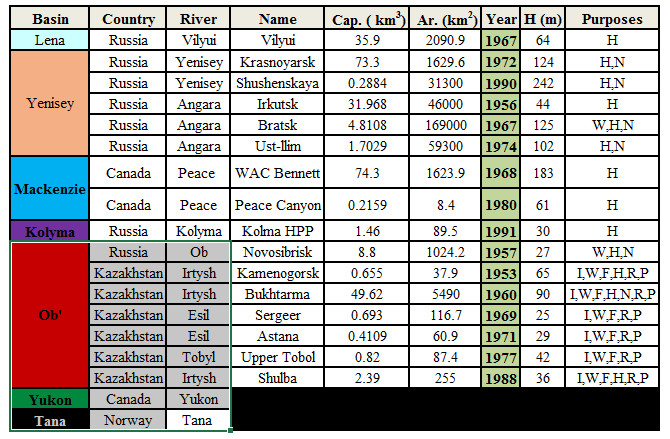 Basin Country River Name Cap. ( km³) Ar. (km²) Year H (m) Purposes
Lena Russia Vilyui Vilyui 35.9 2090.9 1967 64 H
Yenisey Russia Yenisey Krasnoyarsk 73.3 1629.6 1972 124 H,N
Russia Yenisey Shushenskaya 0.2884 31300 1990 242 H,N
Russia Angara Irkutsk 31.968 46000 1956 44 H
Russia Angara Bratsk 4.8108 169000 1967 125 W,H,N
Russia Angara Ust-llim 1.7029 59300 1974 102 H,N
Mackenzie Canada Peace WAC Bennett 74.3 1623.9 1968 183 H
Canada Peace Peace Canyon 0.2159 8.4 1980 61 H
Kolyma Russia Kolyma Kolma HPP 1.46 89.5 1991 30 H
Ob' Russia Ob Novosibrisk 8.8 1024.2 1957 27 W,H,N
Kazakhstan Irtysh Kamenogorsk 0.655 37.9 1953 65 I,W,F,H,R,P
Kazakhstan Irtysh Bukhtarma 49.62 5490 1960 90 I,W,F,H,N,R,P
Kazakhstan Esil Sergeer 0.693 116.7 1969 25 I,W,F,R,P
Kazakhstan Esil Astana 0.4109 60.9 1971 29 I,W,F,R,P
Kazakhstan Tobyl Upper Tobol 0.82 87.4 1977 42 I,W,F,R,P
Kazakhstan Irtysh Shulba 2.39 255 1988 36 I,W,F,H,R,P
Yukon Canada Yukon
Tana Norway Tana